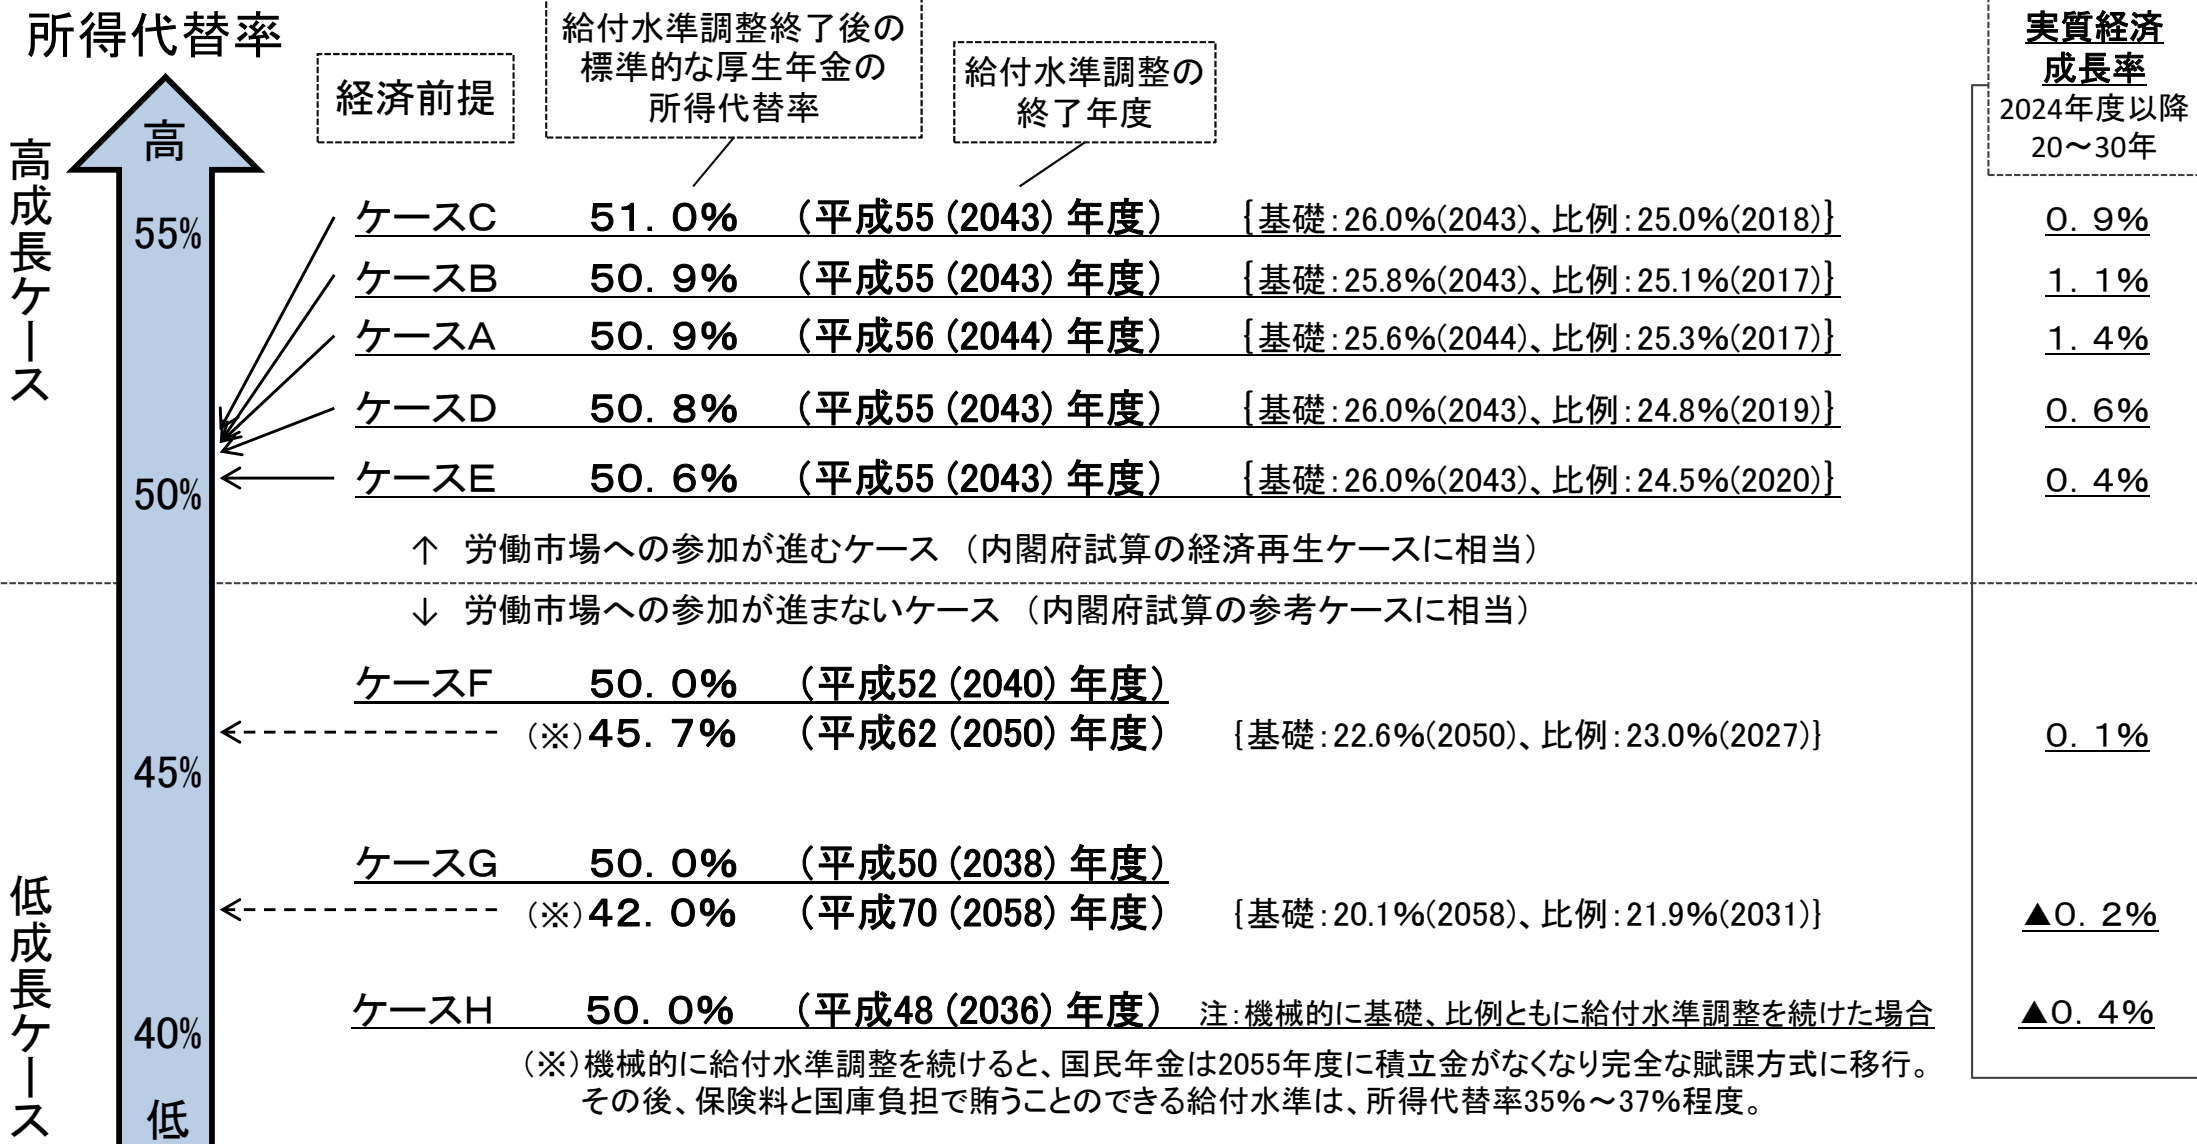 所得代替率
経済前提
給付水準調整終了後の
標準的な厚生年金の
所得代替率
給付水準調整の
終了年度
実質経済
成長率
2024年度以降
20～30年
高成長ケース
高
55%
50%
45%
40%
低
低成長ケース
ケースC 51．0% （平成55（2043）年度） ｛基礎：26.0%(2043)、比例：25.0%(2018)｝ 0．9%
ケースB 50．9% （平成55（2043）年度） ｛基礎：25.8%(2043)、比例：25.1%(2017)｝ 1．1%
ケースA 50．9% （平成56（2044）年度） ｛基礎：25.6%(2044)、比例：25.3%(2017)｝ 1．4%
ケースD 50．8% （平成55（2043）年度） ｛基礎：26.0%(2043)、比例：24.8%(2019)｝ 0．6%
ケースE 50．6% （平成55（2043）年度） ｛基礎：26.0%(2043)、比例：24.5%(2020)｝ 0．4%
↑ 労働市場への参加が進むケース （内閣府試算の経済再生ケースに相当）
↓ 労働市場への参加が進まないケース （内閣府試算の参考ケースに相当）
ケースF 50．0% （平成52（2040）年度）
（※）45．7% （平成62（2050）年度） ｛基礎：22.6%(2050)、比例：23.0%(2027)｝ 0．1%
ケースG 50．0% （平成50（2038）年度）
（※）42．0% （平成70（2058）年度） ｛基礎：20.1%(2058)、比例：21.9%(2031)｝ ▲0．2%
ケースH 50．0% （平成48（2036）年度） 注：機械的に基礎、比例ともに給付水準調整を続けた場合 ▲0．4%
（※）機械的に給付水準調整を続けると、国民年金は2055年度に積立金がなくなり完全な賦課方式に移行。
その後、保険料と国庫負担で賄うことのできる給付水準は、所得代替率35%～37%程度。